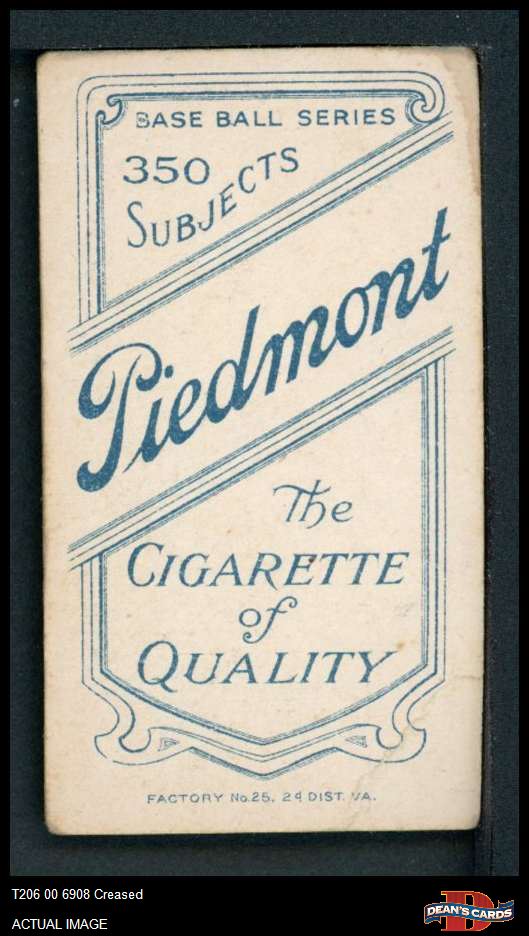 BASE BALL SERIES
350
SUBJECTS
Piedmont
The
CIGARETTE
of
QUALITY
FACTORY No.25. 2d DIST. VA.
T206 00 6908 Creased
ACTUAL IMAGE
DEAN'S CARDS